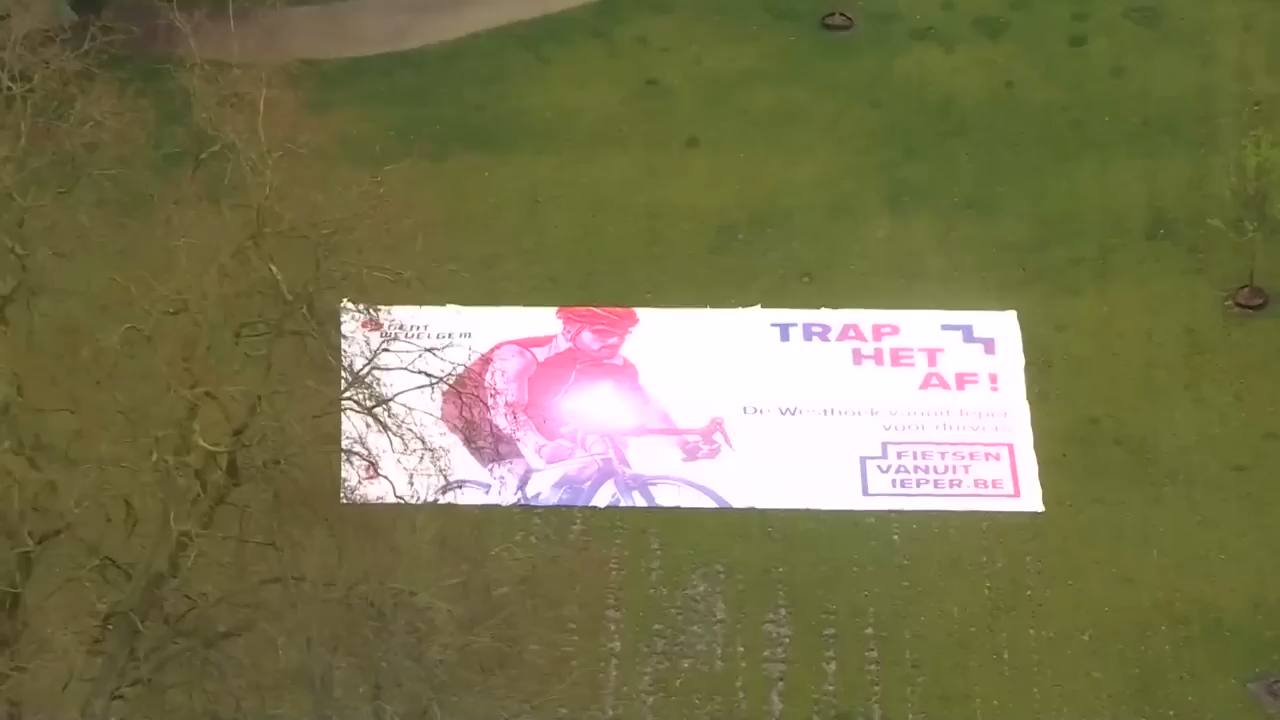 GENT
WEVELGEM
TRAP
HET
AF!
De Westhoek vanuit Ieper
voor durvers
FIETSEN
VANUIT
IEPER.BE